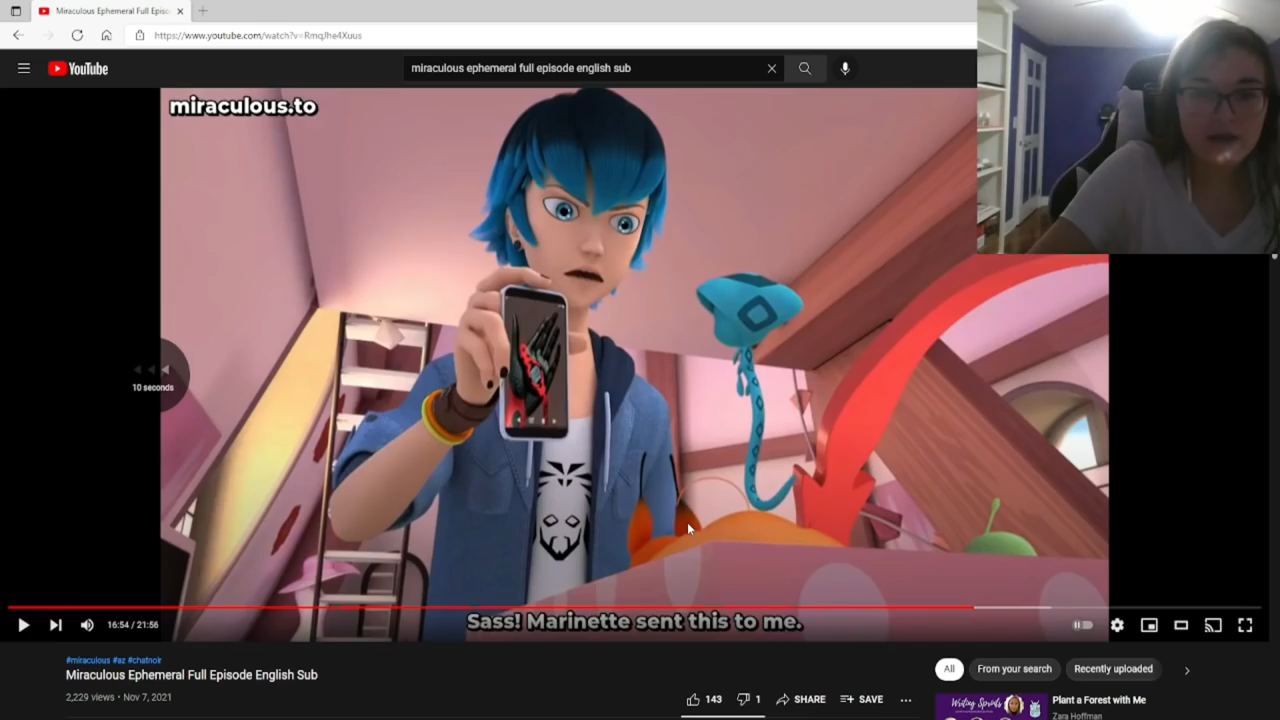 Miraculous Ephemeral Full Episo
https://www.youtube.com/watch?v=RmqJhe4Xuus
YouTube
miraculous ephemeral full episode english sub
miraculous.to
10 seconds
Sass! Marinette sent this to me.
16:54 / 21:56
#miraculous #az #chatnoir
Miraculous Ephemeral Full Episode English Sub
2,229 views • Nov 7, 2021
143
1
SHARE
SAVE
All
From your search
Recently uploaded
Writing Sprints
Plant a Forest with Me
Zara Hoffman